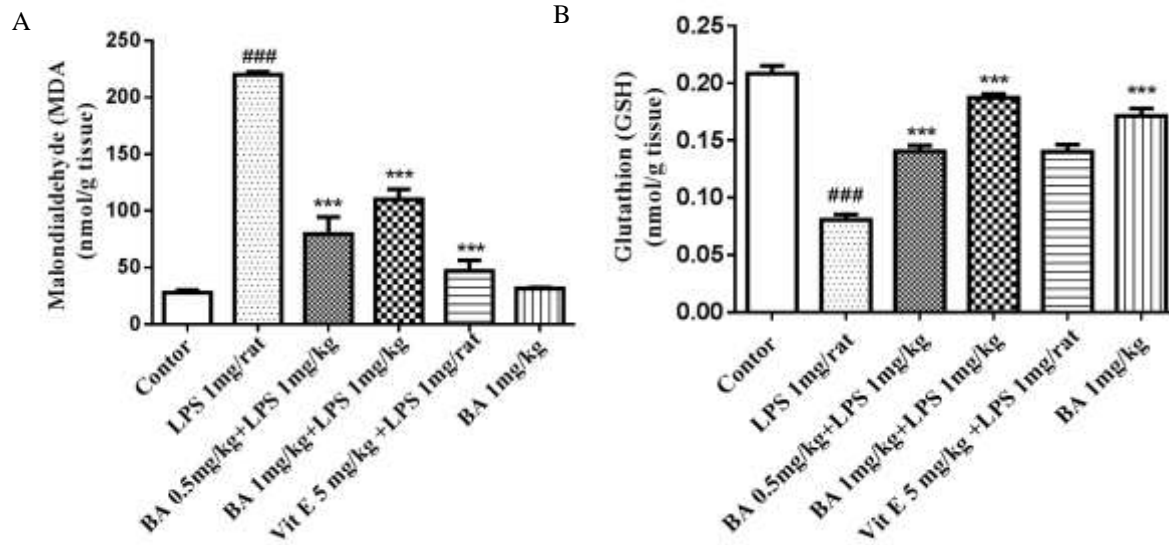 A
Malondialdehyde (MDA
(nmol/g tissue)
250
200
150
100
50
0
###
***
***
***
Contor
LPS 1mg/rat
BA 0.5mg/kg+LPS 1mg/kg
BA 1mg/kg+LPS 1mg/kg
Vit E 5 mg/kg +LPS 1mg/rat
BA 1mg/kg
B
Glutathion (GSH)
(nmol/g tissue)
0.25
0.20
0.15
0.10
0.05
0.00
###
***
***
***
Contor
LPS 1mg/rat
BA 0.5mg/kg+LPS 1mg/kg
BA 1mg/kg+LPS 1mg/kg
Vit E 5 mg/kg +LPS 1mg/rat
BA 1mg/kg